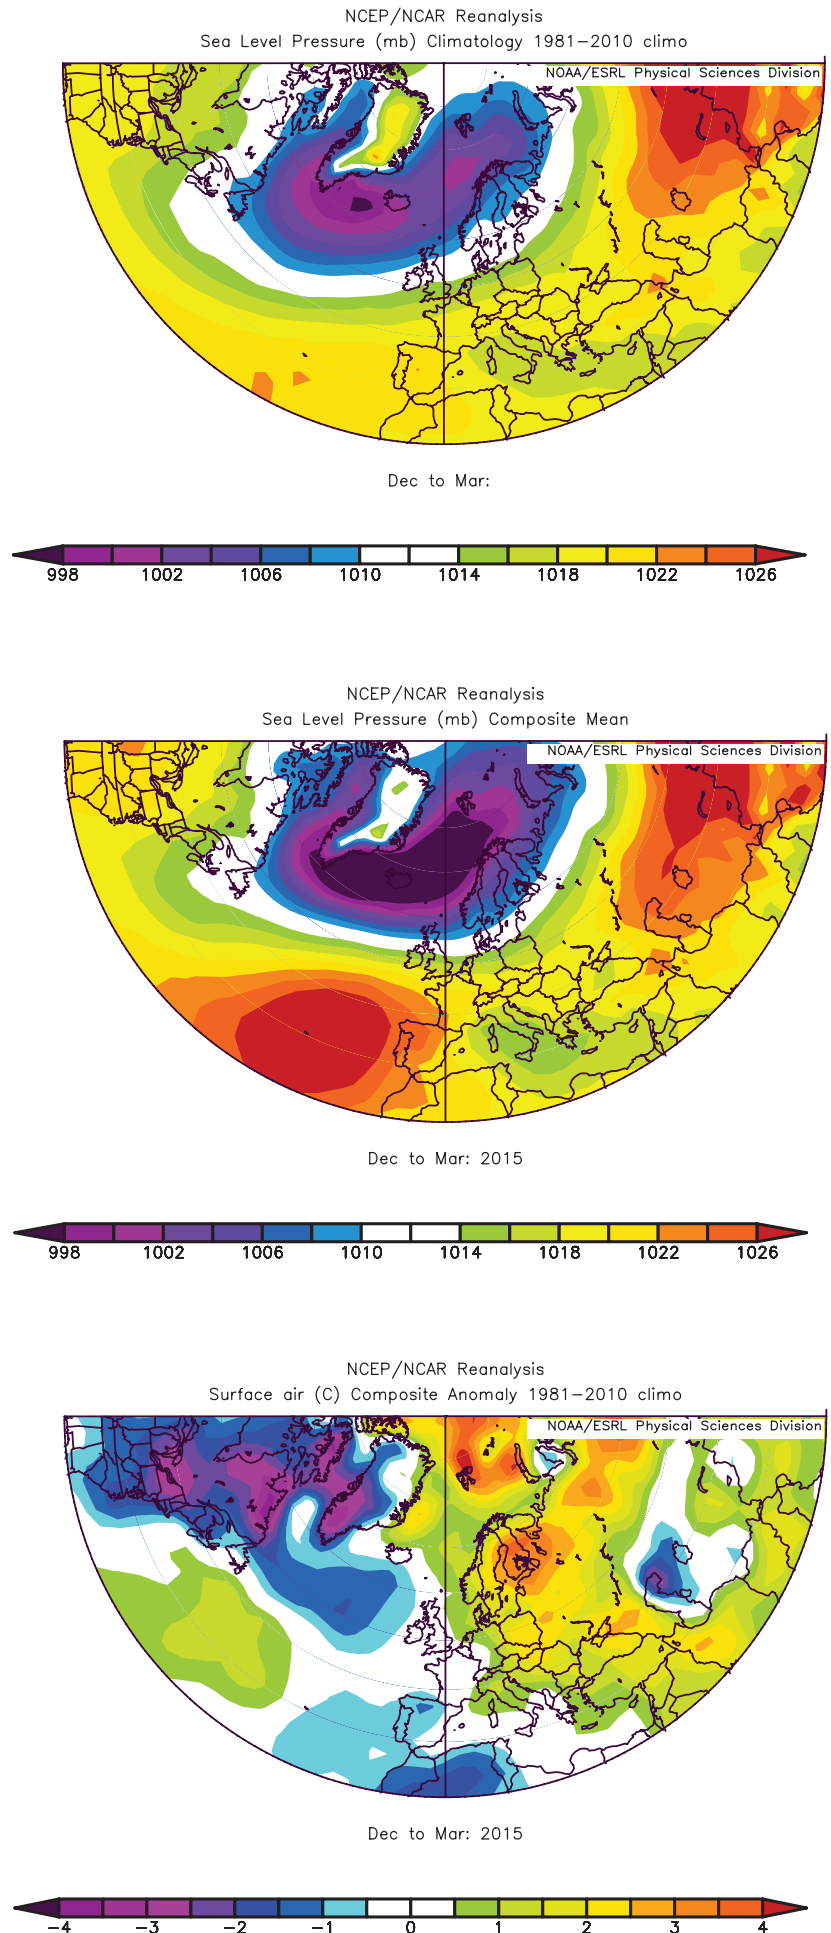 NCEP/NCAR Reanalysis
Sea Level Pressure (mb) Climatology 1981−2010 climo
NOAA/ESRL Physical Sciences Division
Dec to Mar:
998 1002 1006 1010 1014 1018 1022 1026
NCEP/NCAR Reanalysis
Sea Level Pressure (mb) Composite Mean
NOAA/ESRL Physical Sciences Division
Dec to Mar: 2015
998 1002 1006 1010 1014 1018 1022 1026
NCEP/NCAR Reanalysis
Surface air (C) Composite Anomaly 1981−2010 climo
NOAA/ESRL Physical Sciences Division
Dec to Mar: 2015
−4 −3 −2 −1 0 1 2 3 4